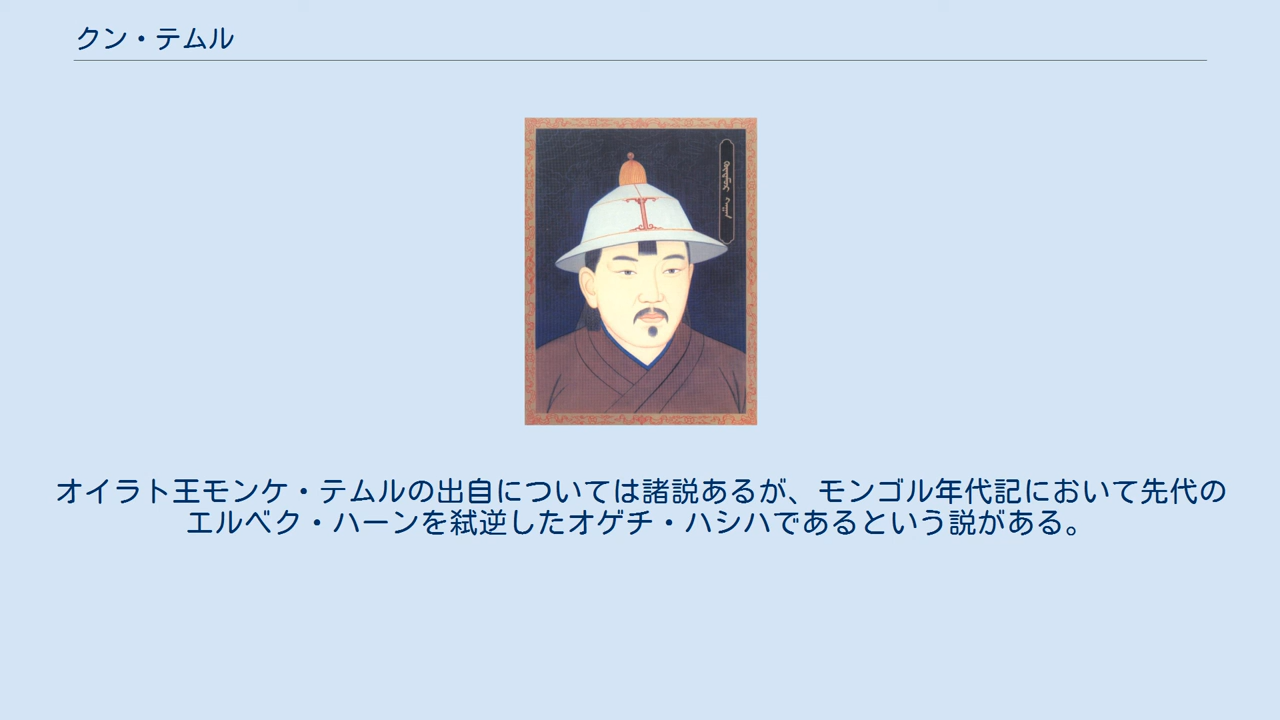 クン・テムル
オイラト王モンケ・テムルの出自については諸説あるが、モンゴル年代記において先代の
エルベク・ハーンを弑逆したオゲチ・ハシハであるという説がある。